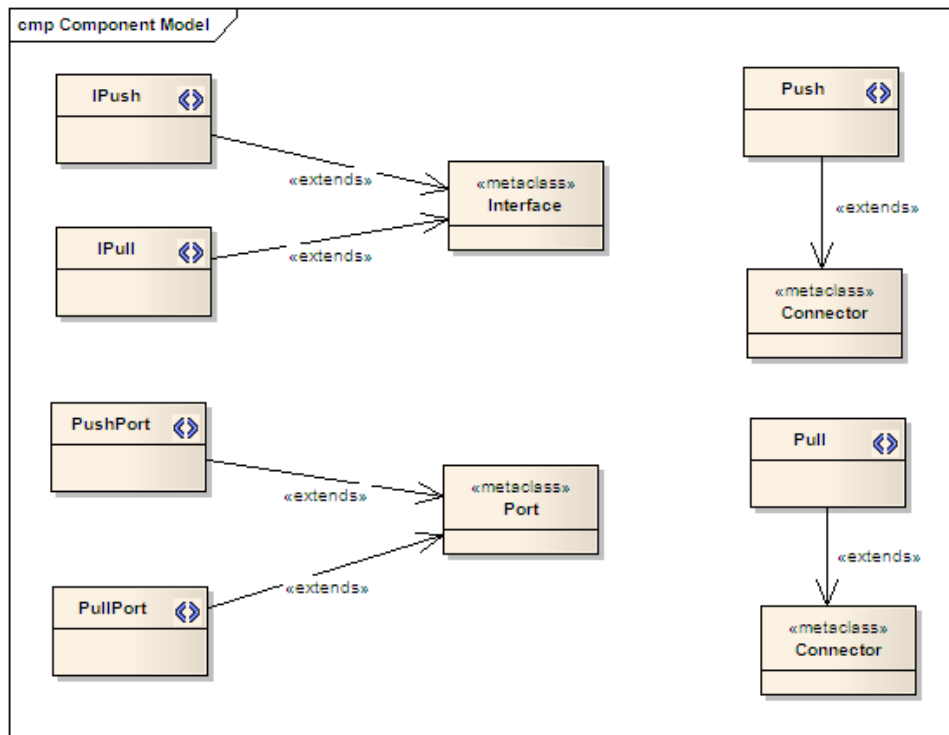 cmp Component Model
IPush
Push
«extends»
«metaclass»
Interface
«extends»
IPull
«extends»
«metaclass»
Connector
PushPort
Pull
«extends»
«metaclass»
Port
«extends»
«extends»
PullPort
«metaclass»
Connector